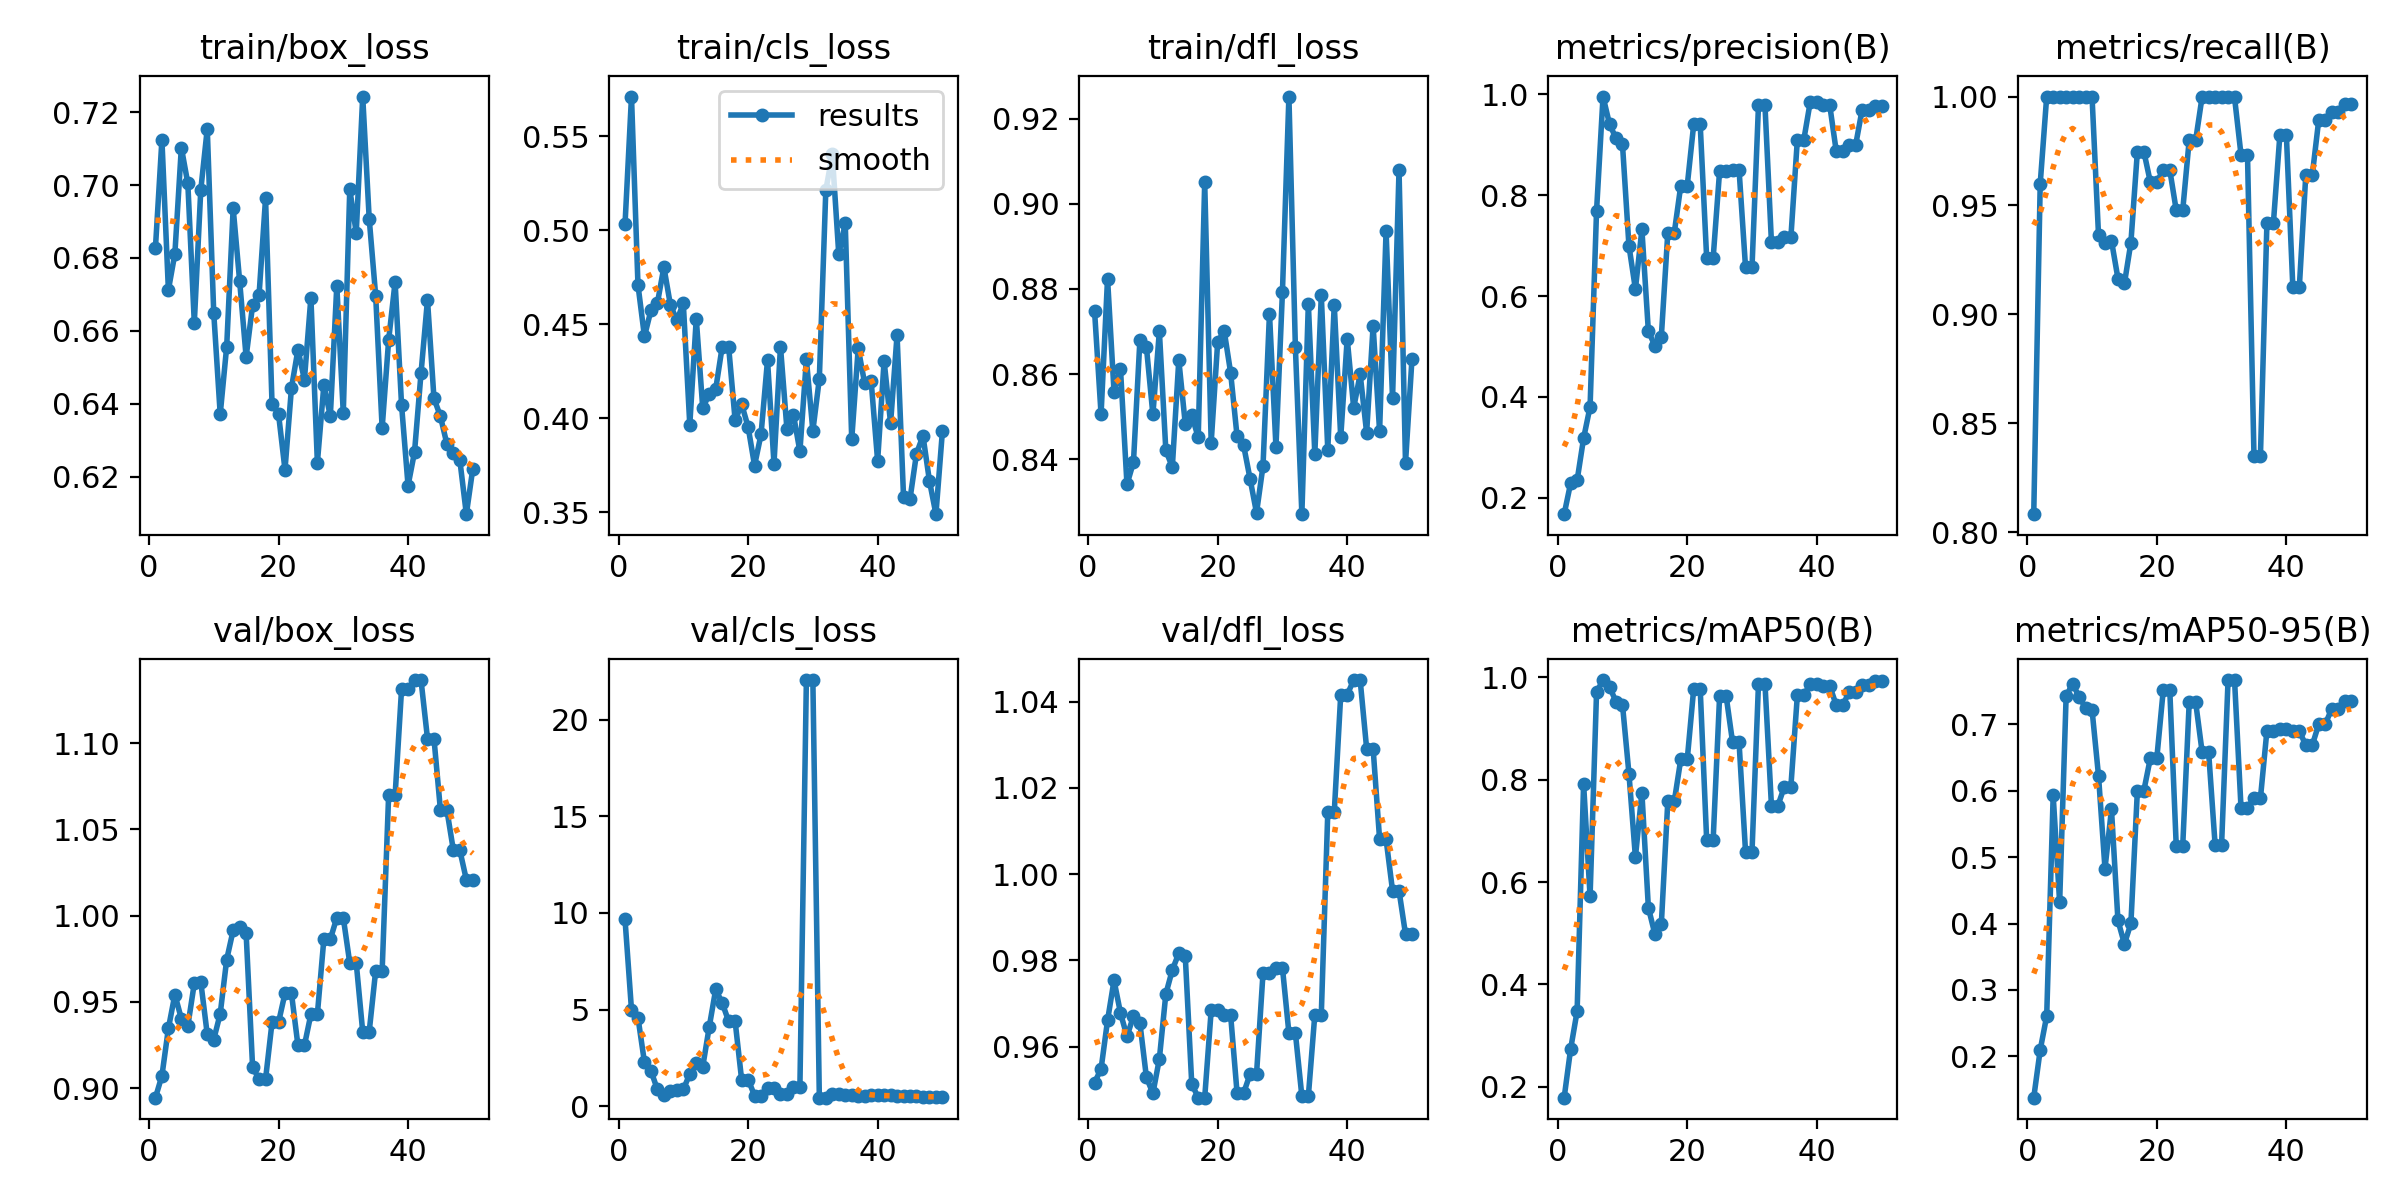 train/box_loss
train/cls_loss
train/dfl_loss
metrics/precision(B)
metrics/recall(B)
0.72
0.70
0.68
0.66
0.64
0.62
0 20 40
results
smooth
0.55
0.50
0.45
0.40
0.35
0 20 40
0.92
0.90
0.88
0.86
0.84
0 20 40
1.0
0.8
0.6
0.4
0.2
0 20 40
1.00
0.95
0.90
0.85
0.80
0 20 40
val/box_loss
val/cls_loss
val/dfl_loss
metrics/mAP50(B)
metrics/mAP50-95(B)
1.10
1.05
1.00
0.95
0.90
0 20 40
20
15
10
5
0
0 20 40
1.04
1.02
1.00
0.98
0.96
0 20 40
1.0
0.8
0.6
0.4
0.2
0 20 40
0.7
0.6
0.5
0.4
0.3
0.2
0 20 40